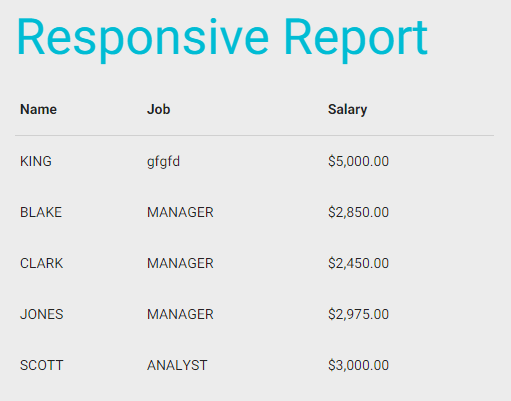 Responsive Report
Name Job Salary
KING gfgfd $5,000.00
BLAKE MANAGER $2,850.00
CLARK MANAGER $2,450.00
JONES MANAGER $2,975.00
SCOTT ANALYST $3,000.00